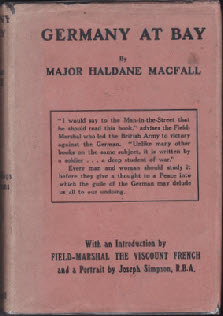 GERMANY AT BAY
By
MAJOR HALDANE MACFALL
"I would say to the Man-in-the-Street that
he should read this book," advises the Field-
Marshal who led the British Army to victory
against the German. "Unlike many other
books on the same subject, it is written by
a soldier . . . a deep student of war."
Every man and woman should study it
before they give a thought to a Peace into
which the guile of the German may delude
us all to our undoing.
With an Introduction by
FIELD-MARSHAL THE VISCOUNT FRENCH
and a Portrait by Joseph Simpson, R.B.A.